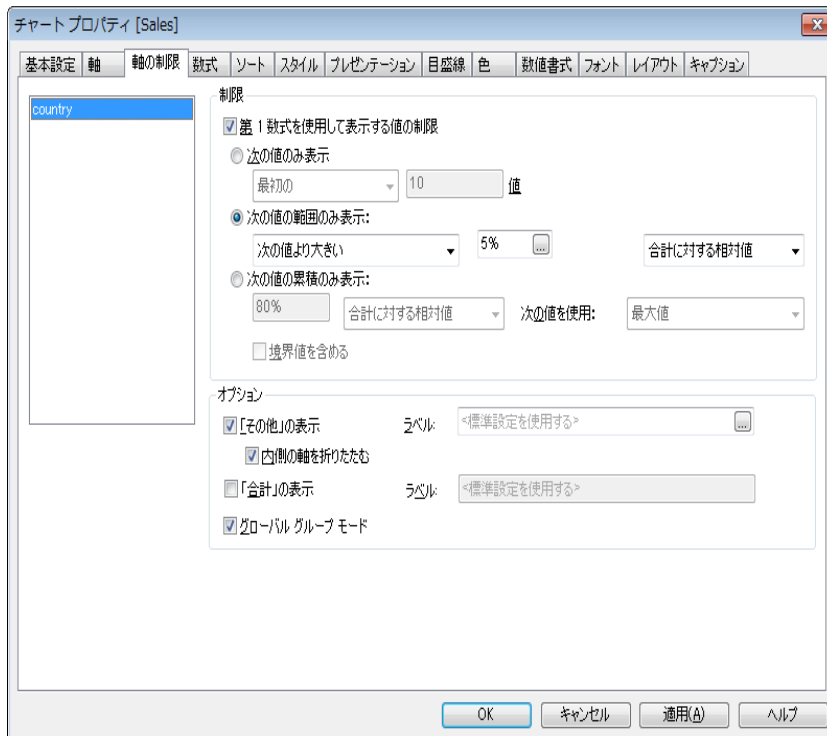 チャート プロパティ [Sales]
基本設定 軸 軸の制限 数式 ソート スタイル プレゼンテーション 目盛線 色 数値書式 フォント レイアウト キャプション
country
制限
第 1 数式を使用して表示する値の制限
次の値のみ表示
最初の 10 値
次の値の範囲のみ表示:
次の値より大きい 5% ... 合計に対する相対値
次の値の累積のみ表示:
80% 合計に対する相対値 次の値を使用: 最大値
境界値を含める
オプション
「その他」の表示 ラベル: <標準設定を使用する> ...
内側の軸を折りたたむ
「合計」の表示 ラベル: <標準設定を使用する>
グローバル グループ モード
OK キャンセル 適用(A) ヘルプ